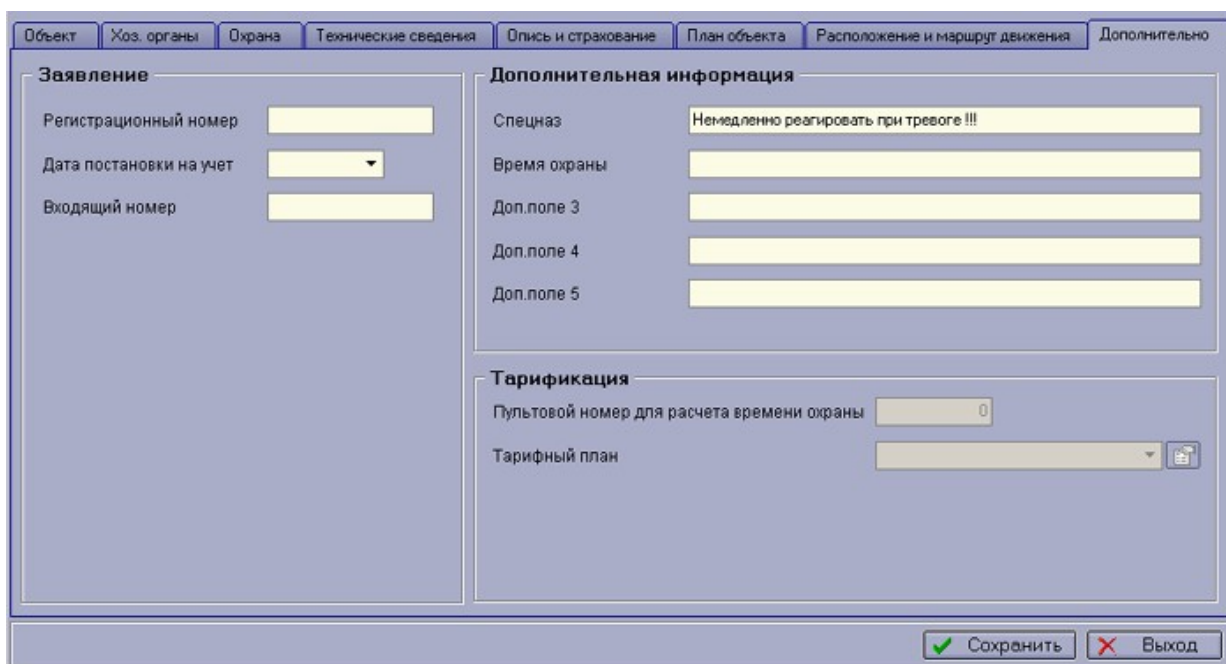 Объект Хоз. органы Охрана Технические сведения Опись и страхование План объекта Расположение и маршрут движения Дополнительно
Заявление
Регистрационный номер
Дата постановки на учет
Входящий номер
Дополнительная информация
Спецназ Немедленно реагировать при тревоге !!!
Время охраны
Доп.поле 3
Доп.поле 4
Доп.поле 5
Тарификация
Пультовой номер для расчета времени охраны 0
Тарифный план
Сохранить Выход